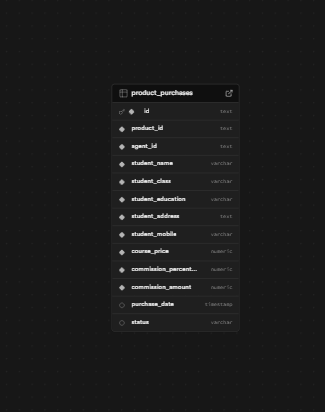 product_purchases
id text
product_id text
agent_id text
student_name varchar
student_class varchar
student_education varchar
student_address text
student_mobile varchar
course_price numeric
commission_percent... numeric
commission_amount numeric
purchase_date timestamp
status varchar